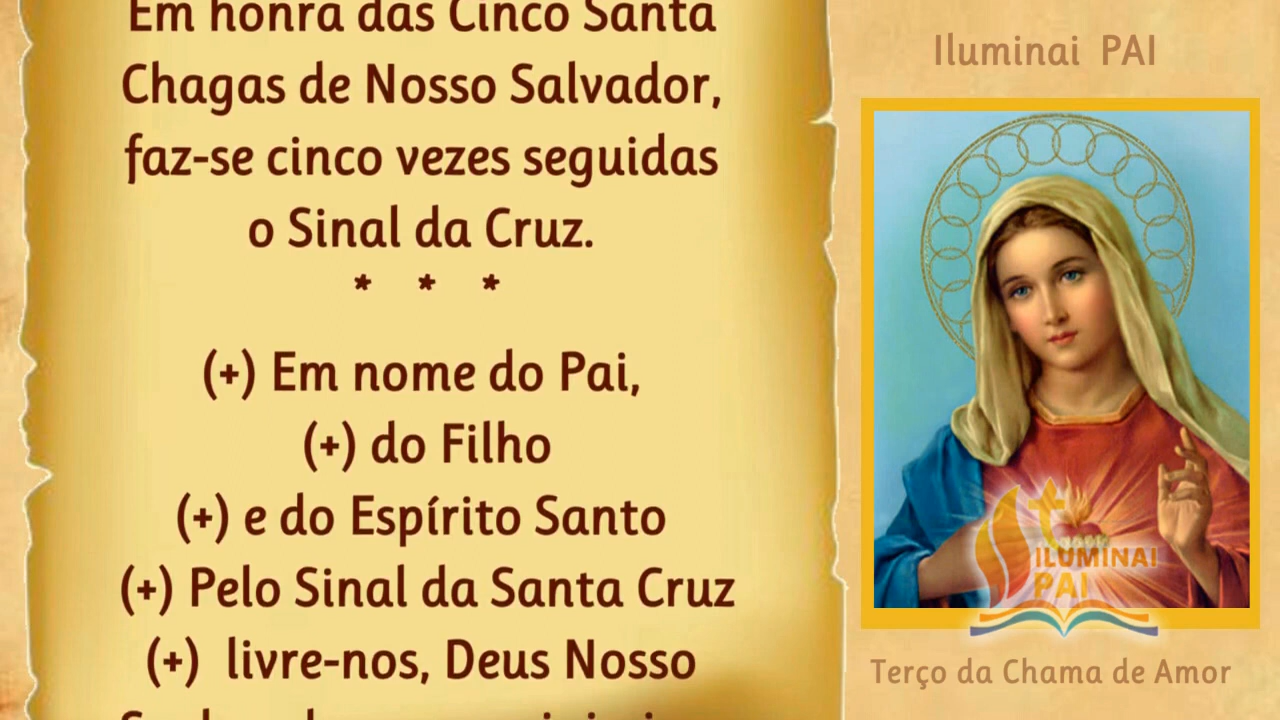 Em honra das Cinco Santa
Chagas de Nosso Salvador,
faz-se cinco vezes seguidas
o Sinal da Cruz.
* * *
(+) Em nome do Pai,
(+) do Filho
(+) e do Espírito Santo
(+) Pelo Sinal da Santa Cruz
(+) livre-nos, Deus Nosso
Iluminai PAI
ILUMINAI
PAI
Terço da Chama de Amor